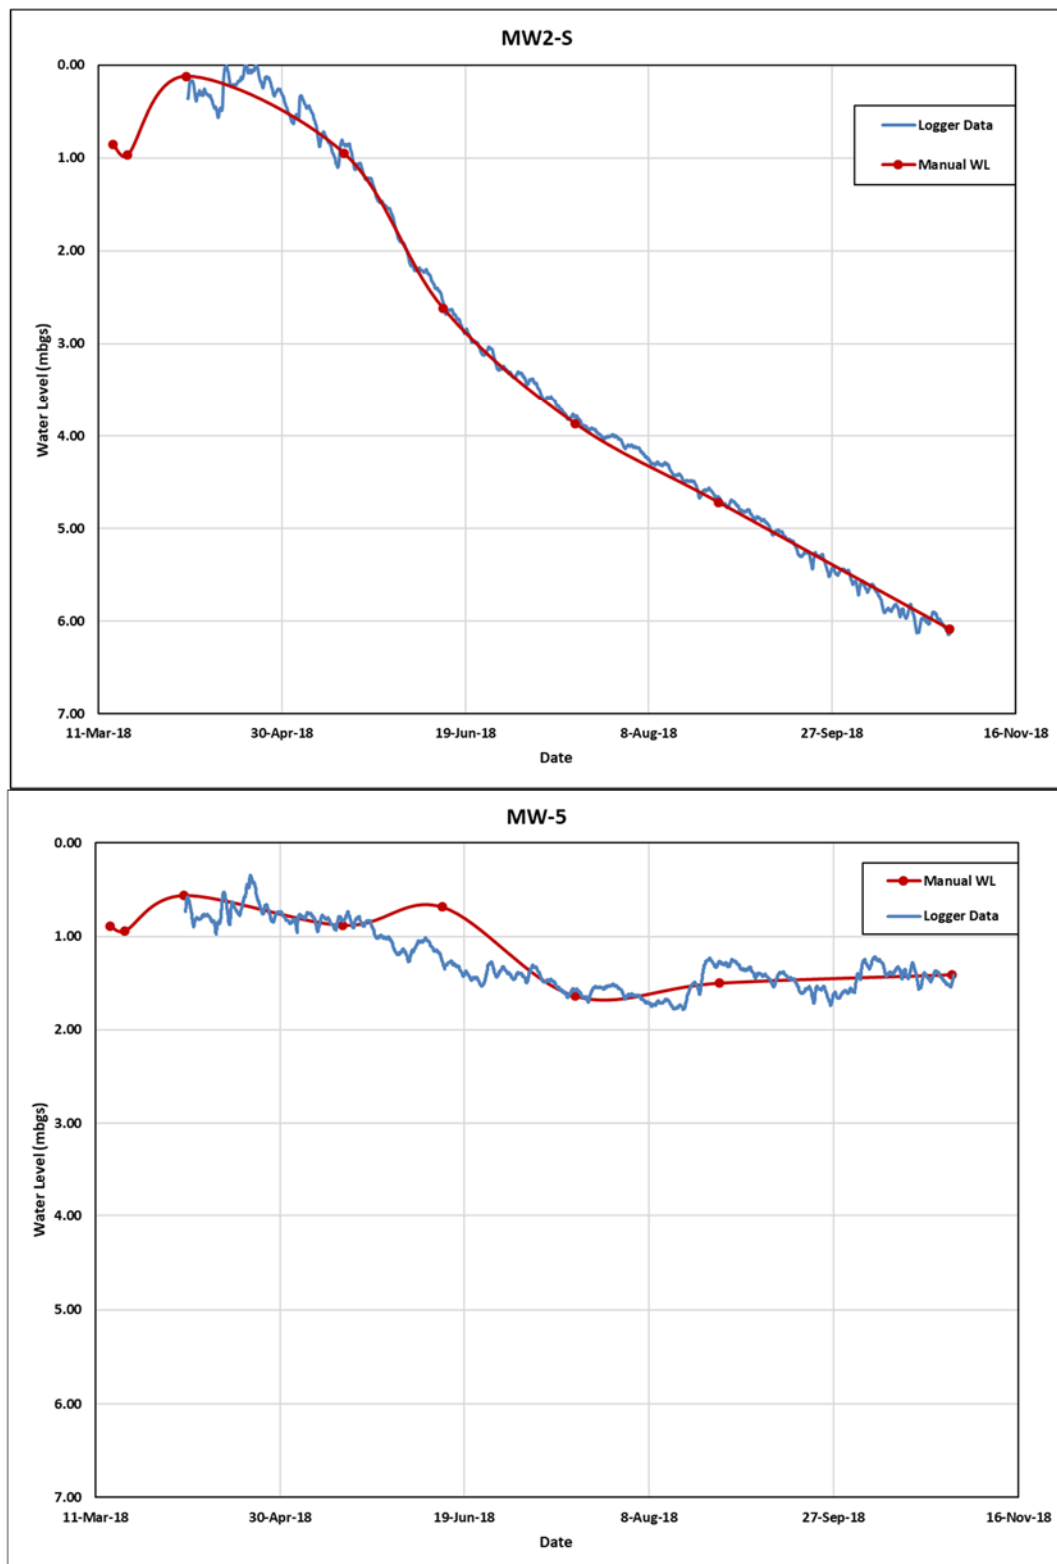 MW2-S
0.00
1.00
2.00
3.00
4.00
5.00
6.00
7.00
Water Level (mbgs)
Logger Data
Manual WL
11-Mar-18 30-Apr-18 19-Jun-18 8-Aug-18 27-Sep-18 16-Nov-18
Date
MW-5
0.00
1.00
2.00
3.00
4.00
5.00
6.00
7.00
Water Level (mbgs)
Manual WL
Logger Data
11-Mar-18 30-Apr-18 19-Jun-18 8-Aug-18 27-Sep-18 16-Nov-18
Date